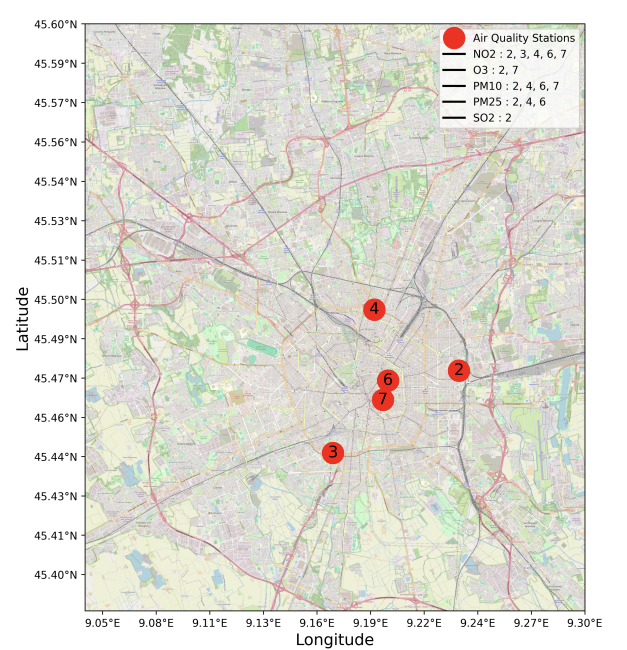 45.60°N
45.59°N
45.57°N
45.56°N
45.54°N
45.53°N
45.51°N
45.50°N
45.49°N
45.47°N
45.46°N
45.44°N
45.43°N
45.41°N
45.40°N
Latitude
Air Quality Stations
NO2 : 2, 3, 4, 6, 7
O3 : 2, 7
PM10 : 2, 4, 6, 7
PM25 : 2, 4, 6
SO2 : 2
4
2
6
7
3
9.05°E 9.08°E 9.11°E 9.13°E 9.16°E 9.19°E 9.22°E 9.24°E 9.27°E 9.30°E
Longitude